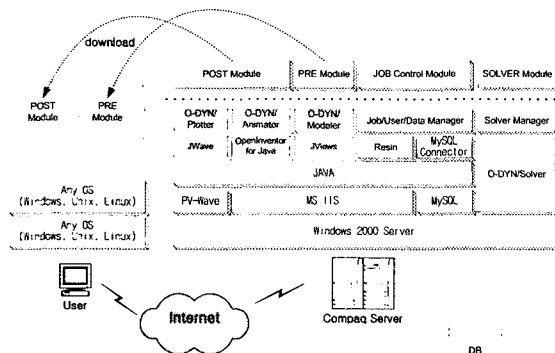 download
POST Module PRE Module JOB Control Module SOLVER Module
POST Module
PRE Module
O-DYN/ Plotter
O-DYN/ Animator
O-DYN/ Modeler
Job/User/Data Manager
Solver Manager
JWave
OpenInventor for Java
JViews
Resin
MySQL Connector
O-DYN/Solver
JAVA
Any OS
(Windows, Unix, Linux)
PV-Wave
MS IIS
MySQL
Any OS
(Windows, Unix, Linux)
Windows 2000 Server
User
Internet
Compaq Server
DB